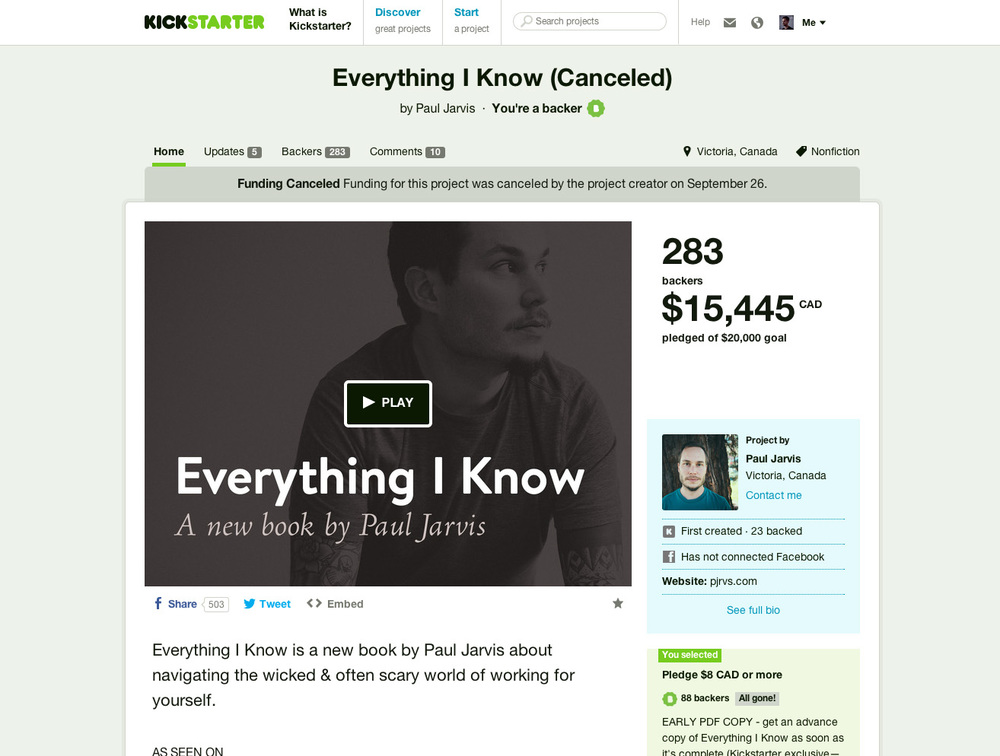 KICKSTARTER
What is
Kickstarter?
Discover
great projects
Start
a project
Search projects
Help
Me
Everything I Know (Canceled)
by Paul Jarvis · You're a backer
Home
Updates 5
Backers 283
Comments 10
Victoria, Canada
Nonfiction
Funding Canceled Funding for this project was canceled by the project creator on September 26.
PLAY
Everything I Know
A new book by Paul Jarvis
283
backers
$15,445 CAD
pledged of $20,000 goal
Project by
Paul Jarvis
Victoria, Canada
Contact me
First created · 23 backed
Has not connected Facebook
Website: pjrvs.com
See full bio
Share 503
Tweet
Embed
Everything I Know is a new book by Paul Jarvis about
navigating the wicked & often scary world of working for
yourself.
AS SEEN ON
You selected
Pledge $8 CAD or more
88 backers All gone!
EARLY PDF COPY - get an advance
copy of Everything I Know as soon as
it's complete (Kickstarter exclusive—